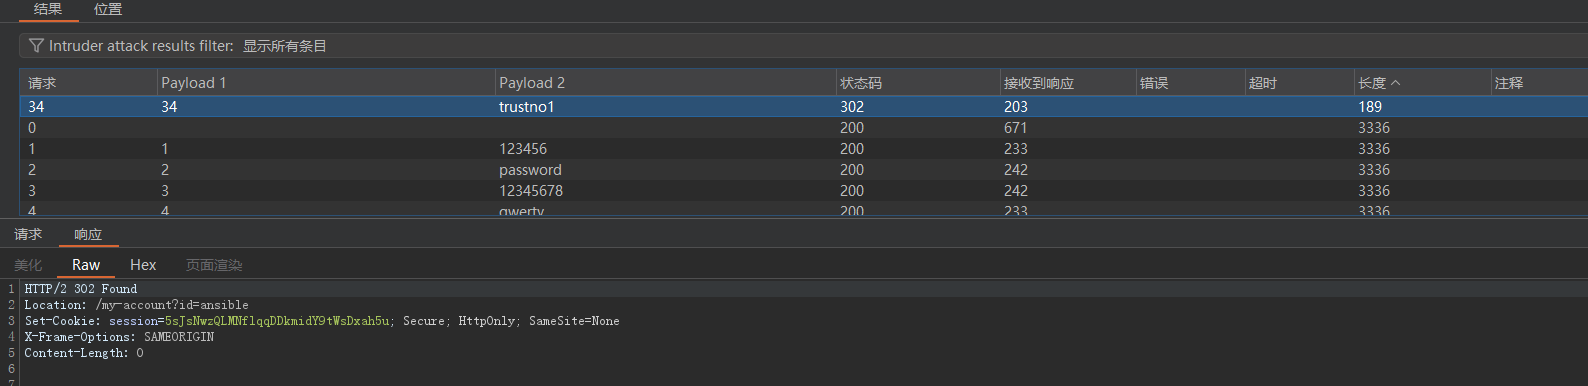 结果 位置
Intruder attack results filter: 显示所有条目
请求 Payload 1 Payload 2 状态码 接收到响应 错误 超时 长度 注释
34 34 trustno1 302 203 189
0 200 671 3336
1 1 123456 200 233 3336
2 2 password 200 242 3336
3 3 12345678 200 242 3336
4 4 qwerty 200 233 3336
请求 响应
美化 Raw Hex 页面渲染
1 HTTP/2 302 Found
2 Location: /my-account?id=ansible
3 Set-Cookie: session=5sJsNwzQLMNflqqDDkmidY9tWsDxah5u; Secure; HttpOnly; SameSite=None
4 X-Frame-Options: SAMEORIGIN
5 Content-Length: 0
6
7